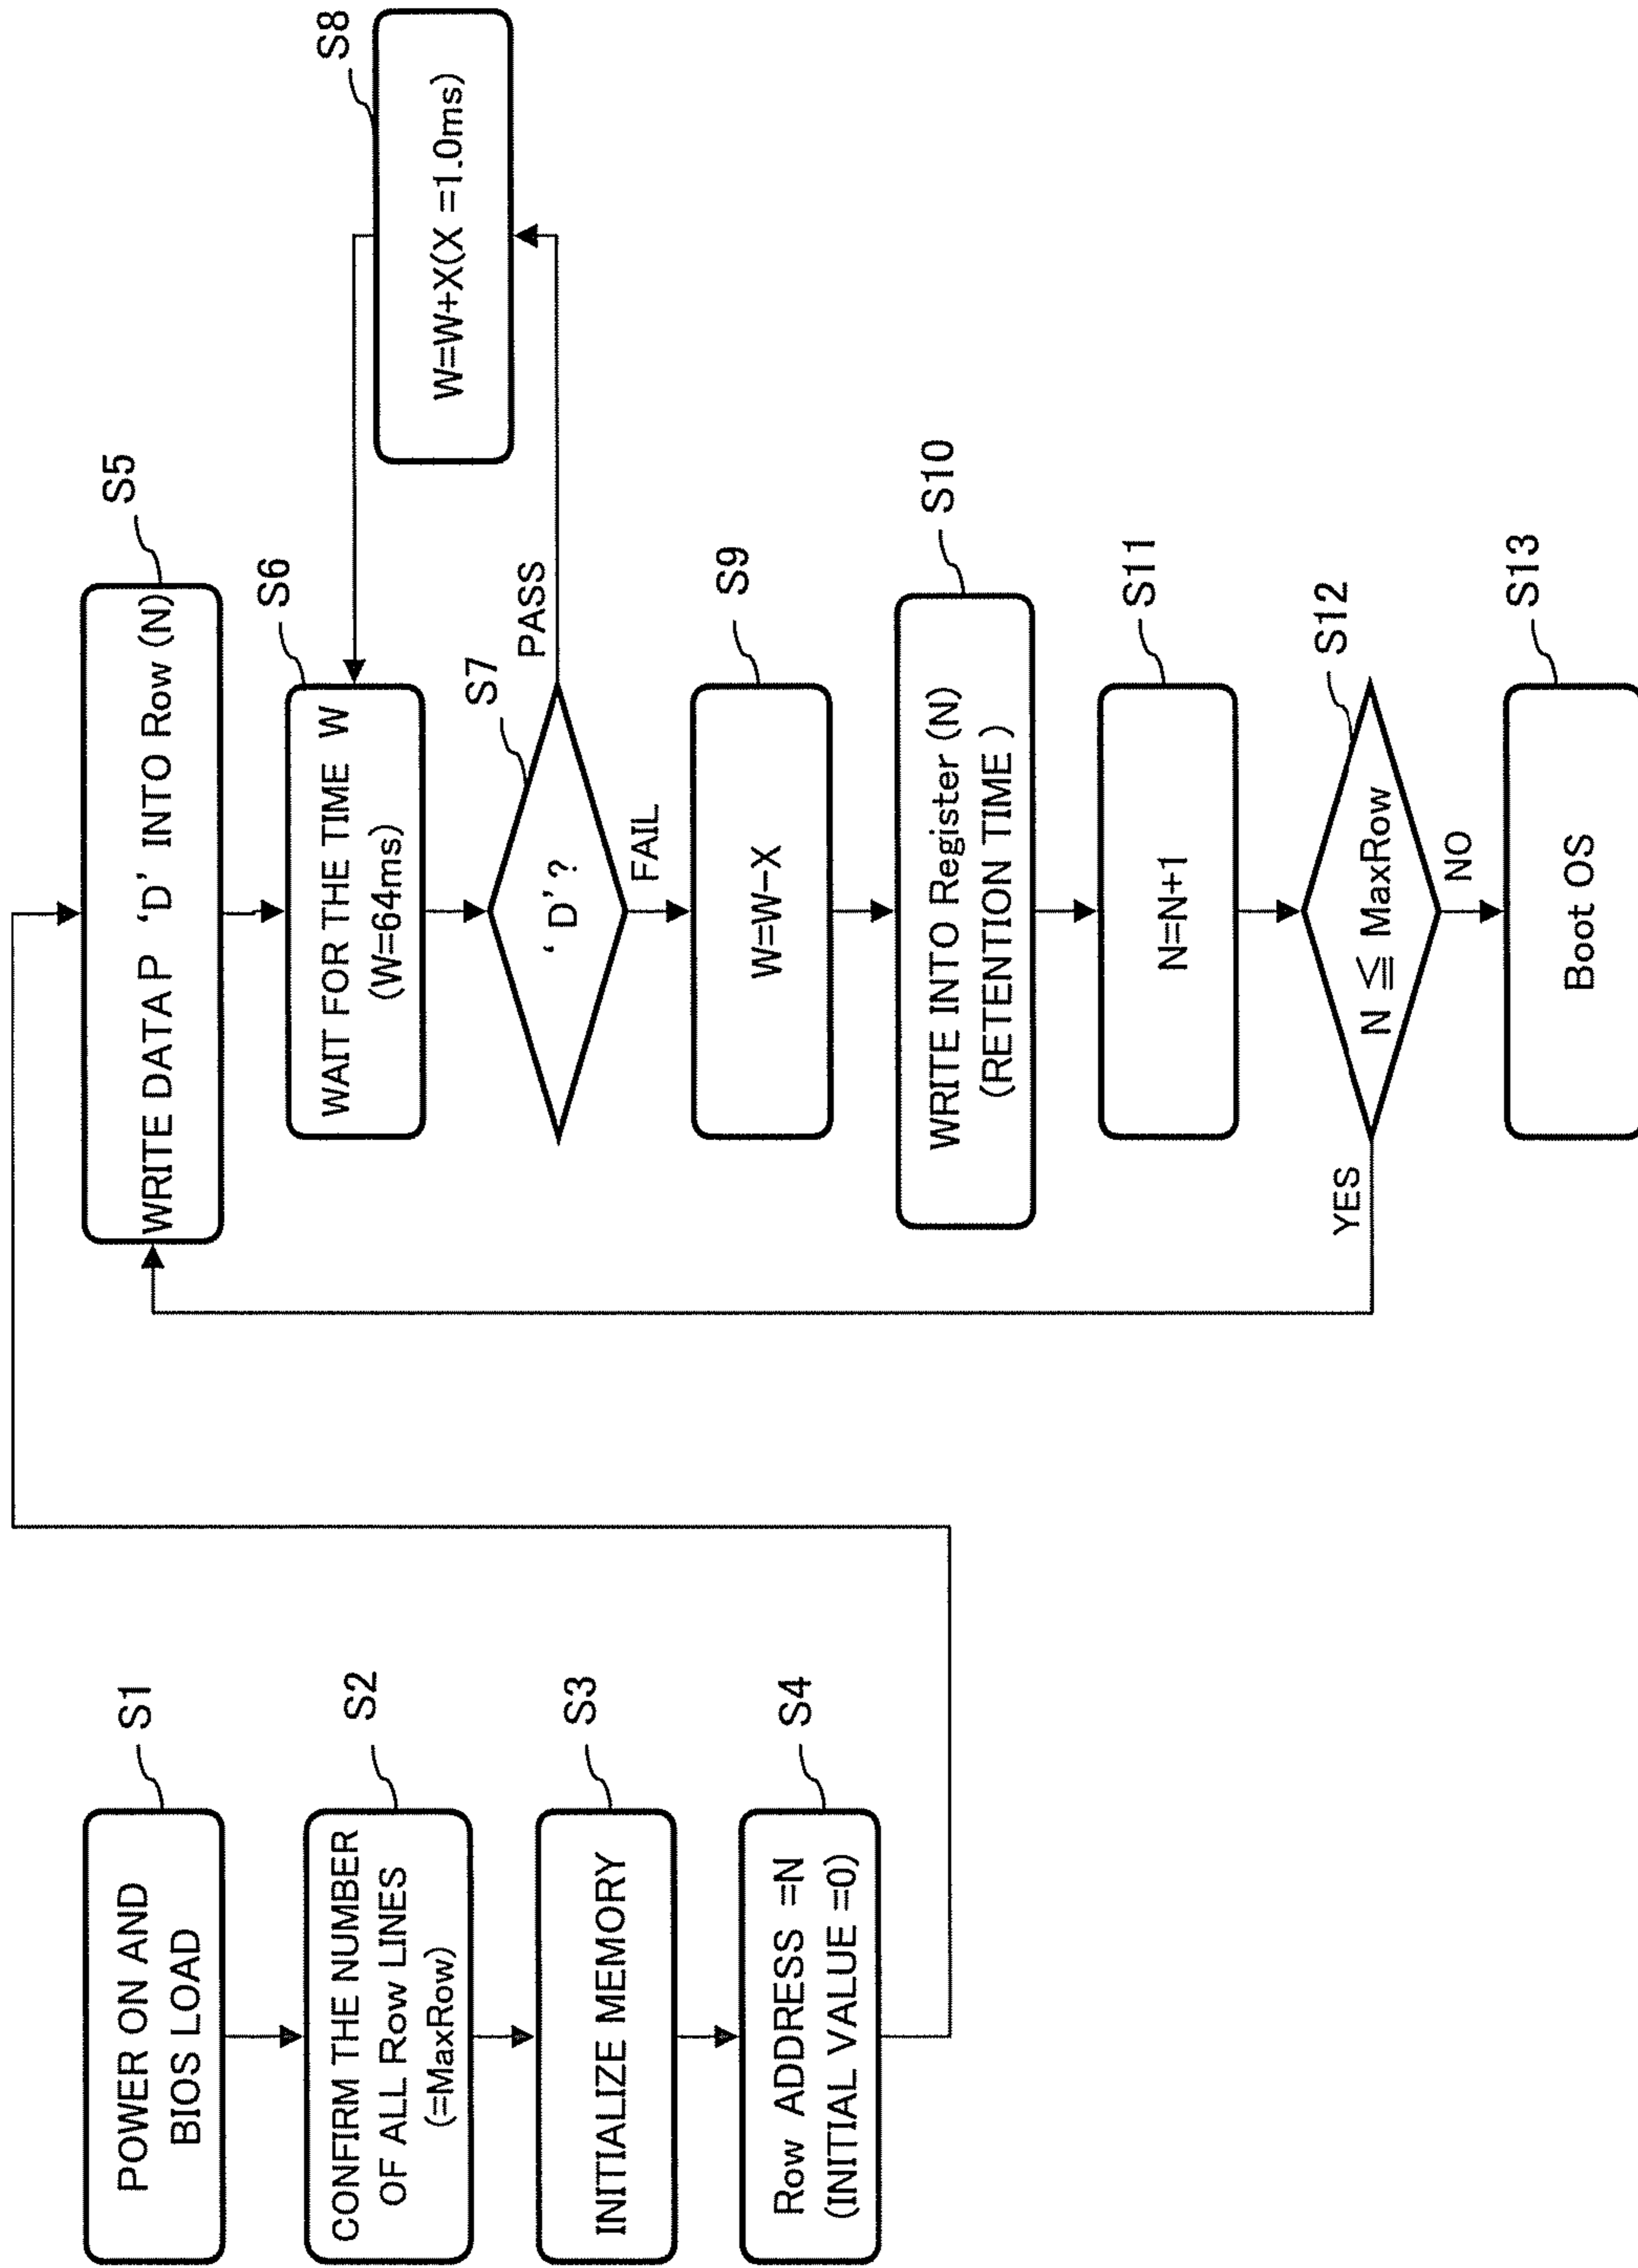 S1
POWER ON AND
BIOS LOAD
S2
CONFIRM THE NUMBER
OF ALL Row LINES
(=MaxRow)
S3
INITIALIZE MEMORY
S4
Row ADDRESS =N
(INITIAL VALUE =0)
S5
WRITE DATAP 'D' INTO Row (N)
S6
WAIT FOR THE TIME W
(W=64ms)
S7
'D'?
PASS
FAIL
S8
W=W+X(X =1.0ms)
S9
W=W-X
S10
WRITE INTO Register (N)
(RETENTION TIME )
S11
N=N+1
S12
N ≦ MaxRow
YES
NO
S13
Boot OS